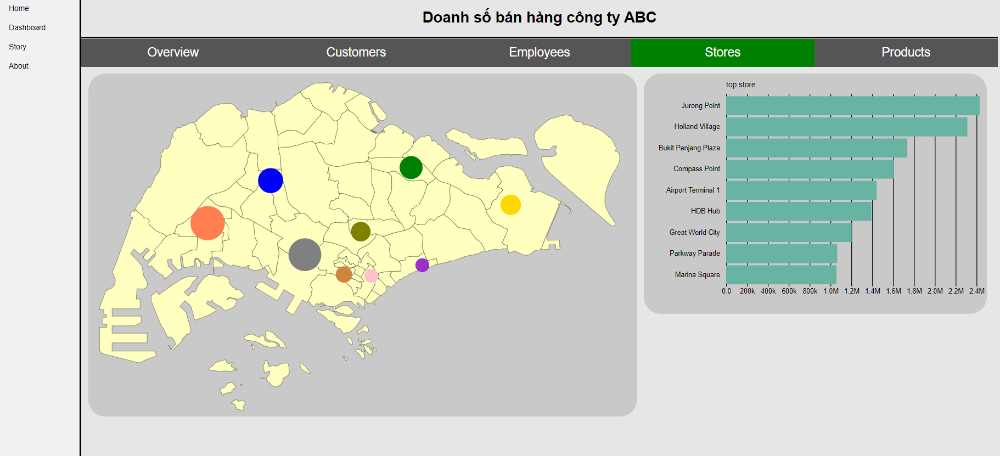 Home
Dashboard
Story
About
Doanh số bán hàng công ty ABC
Overview
Customers
Employees
Stores
Products
top store
Jurong Point
Holland Village
Bukit Panjang Plaza
Compass Point
Airport Terminal 1
HDB Hub
Great World City
Parkway Parade
Marina Square
0.0 200k 400k 600k 800k 1.0M 1.2M 1.4M 1.6M 1.8M 2.0M 2.2M 2.4M